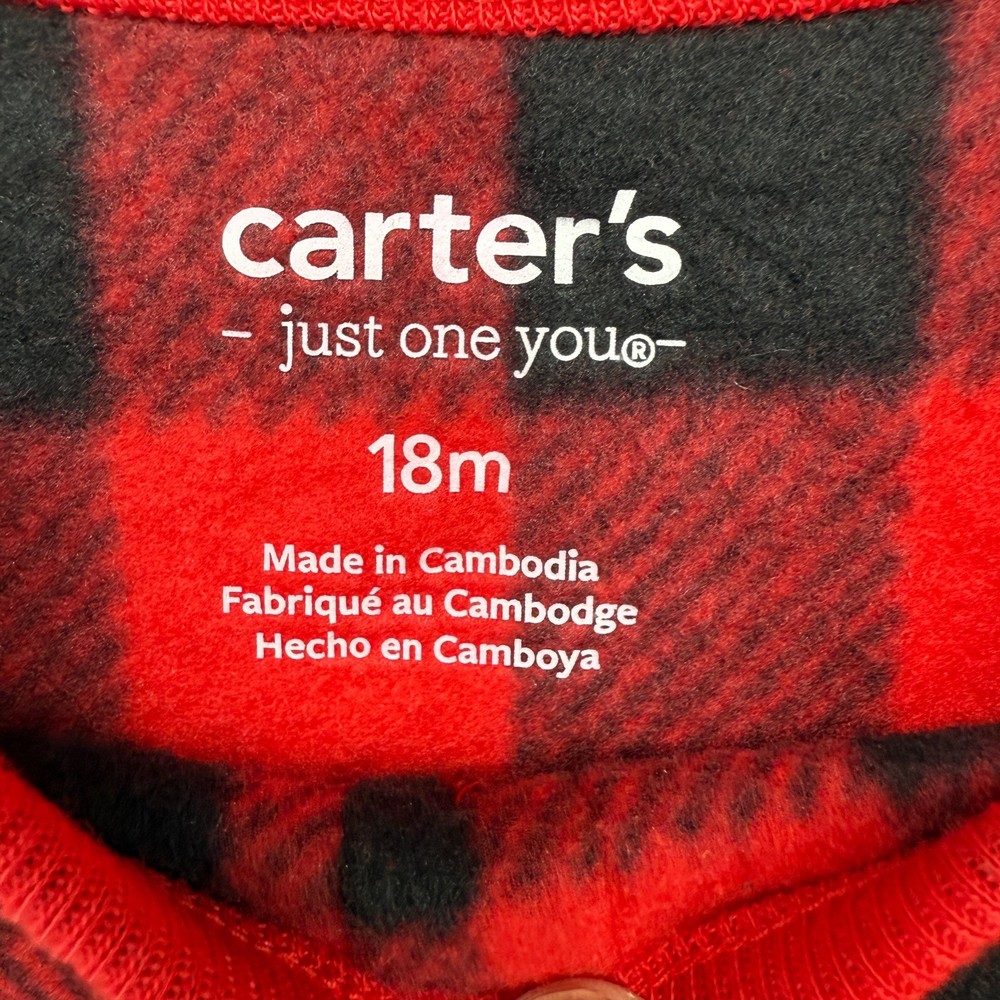 carter's
- just one you®-
18m
Made in Cambodia
Fabriqué au Cambodge
Hecho en Camboya